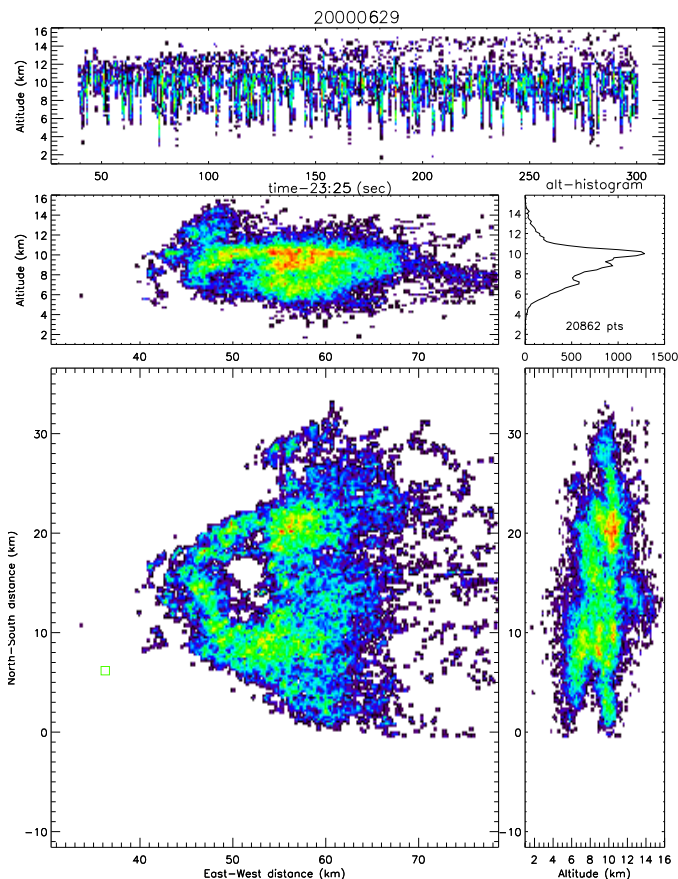 20000629
16
14
12
10
8
6
4
2
Altitude (km)
50 100 150 200 250 300
time-23:25 (sec)
alt-histogram
16
14
12
10
8
6
4
2
Altitude (km)
40 50 60 70
14
12
10
8
6
4
2
20862 pts
0 500 1000 1500
30
20
10
0
-10
North-South distance (km)
40 50 60 70
East-West distance (km)
30
20
10
0
-10
2 4 6 8 10 12 14 16
Altitude (km)